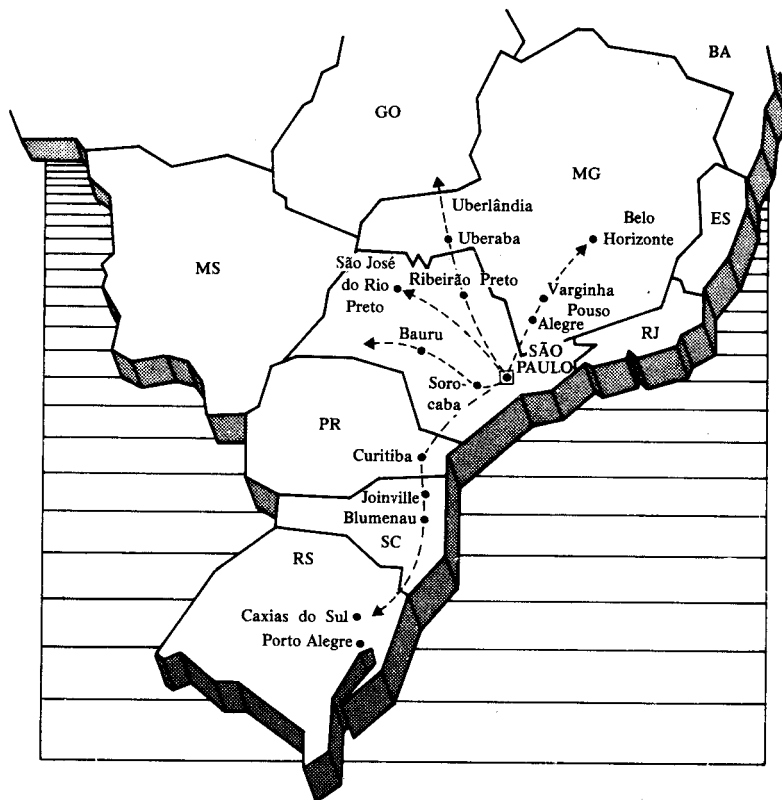 BA
GO
MG
Uberlândia
Belo
Horizonte
ES
Uberaba
MS
São José
do Rio
Preto
Ribeirão Preto
Varginha
Pouso
Alegre
RJ
Bauru
SÃO
PAULO
Soro-
caba
PR
Curitiba
Joinville
Blumenau
SC
RS
Caxias do Sul
Porto Alegre